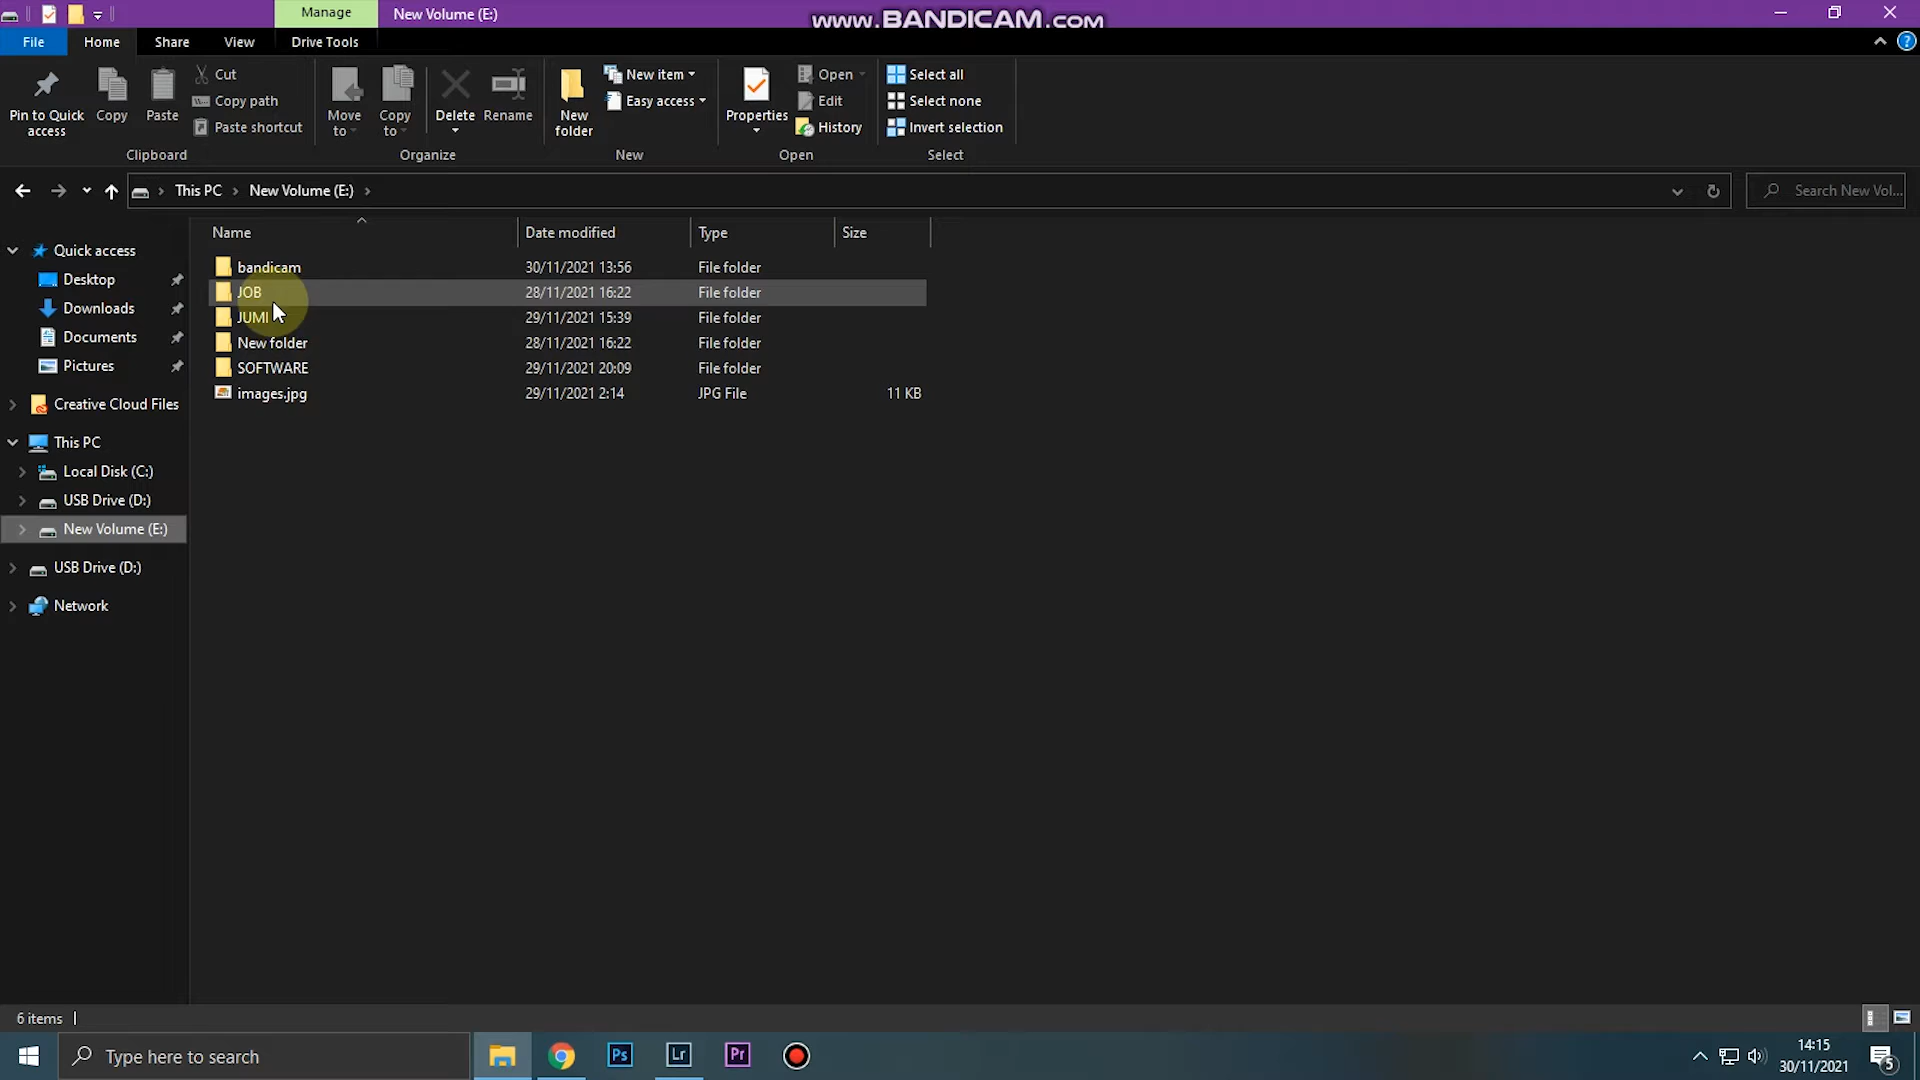 Manage
New Volume (E:)
www.BANDICAM.com
File
Home
Share
View
Drive Tools
Pin to Quick access
Copy
Paste
Cut
Copy path
Paste shortcut
Clipboard
Move to
Copy to
Delete
Rename
Organize
New folder
New item
Easy access
New
Properties
Open
Edit
History
Open
Select all
Select none
Invert selection
Select
This PC
New Volume (E:)
Search New Vol...
Name
Date modified
Type
Size
bandicam 30/11/2021 13:56 File folder
JOB 28/11/2021 16:22 File folder
JUMI 29/11/2021 15:39 File folder
New folder 28/11/2021 16:22 File folder
SOFTWARE 29/11/2021 20:09 File folder
images.jpg 29/11/2021 2:14 JPG File 11 KB
Quick access
Desktop
Downloads
Documents
Pictures
Creative Cloud Files
This PC
Local Disk (C:)
USB Drive (D:)
New Volume (E:)
USB Drive (D:)
Network
6 items
Type here to search
Ps
Lr
Pr
14:15
30/11/2021
5